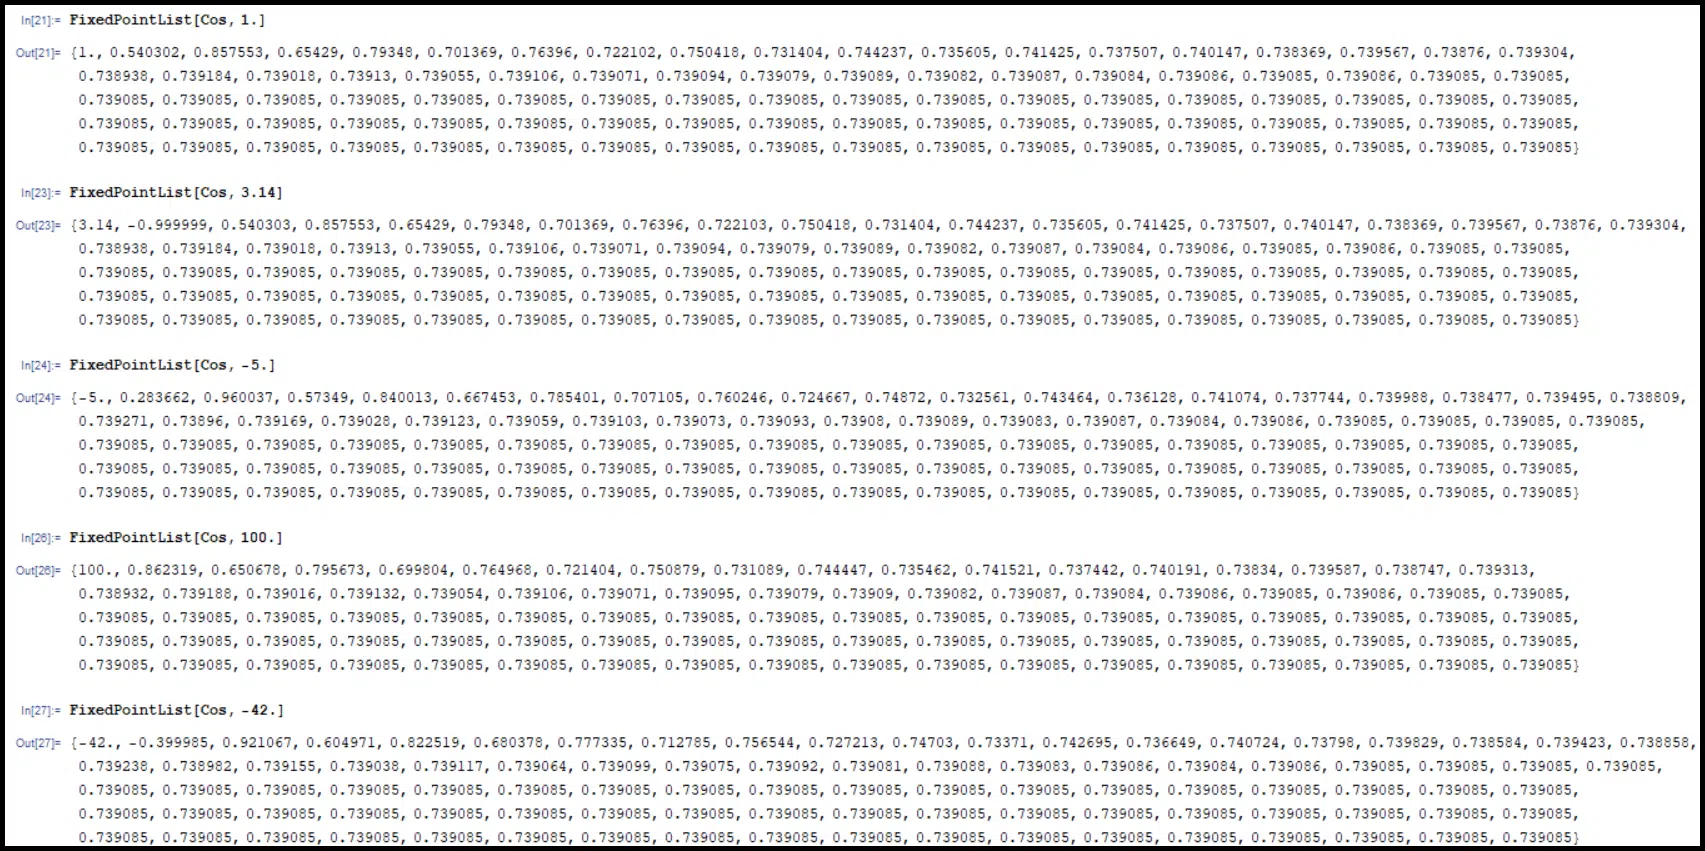 In[21]:= FixedPointList[Cos, 1.]
Out[21]= {1., 0.540302, 0.857553, 0.65429, 0.79348, 0.701369, 0.76396, 0.722102, 0.750418, 0.731404, 0.744237, 0.735605, 0.741425, 0.737507, 0.740147, 0.738369, 0.739567, 0.73876, 0.739304,
0.738938, 0.739184, 0.739018, 0.73913, 0.739055, 0.739106, 0.739071, 0.739094, 0.739079, 0.739089, 0.739082, 0.739087, 0.739084, 0.739086, 0.739085, 0.739086, 0.739085, 0.739085,
0.739085, 0.739085, 0.739085, 0.739085, 0.739085, 0.739085, 0.739085, 0.739085, 0.739085, 0.739085, 0.739085, 0.739085, 0.739085, 0.739085, 0.739085, 0.739085, 0.739085, 0.739085,
0.739085, 0.739085, 0.739085, 0.739085, 0.739085, 0.739085, 0.739085, 0.739085, 0.739085, 0.739085, 0.739085, 0.739085, 0.739085, 0.739085, 0.739085, 0.739085, 0.739085, 0.739085,
0.739085, 0.739085, 0.739085, 0.739085, 0.739085, 0.739085, 0.739085, 0.739085, 0.739085, 0.739085, 0.739085, 0.739085, 0.739085, 0.739085, 0.739085, 0.739085, 0.739085, 0.739085}
In[23]:= FixedPointList[Cos, 3.14]
Out[23]= {3.14, -0.999999, 0.540303, 0.857553, 0.65429, 0.79348, 0.701369, 0.76396, 0.722103, 0.750418, 0.731404, 0.744237, 0.735605, 0.741425, 0.737507, 0.740147, 0.738369, 0.739567, 0.73876, 0.739304,
0.738938, 0.739184, 0.739018, 0.73913, 0.739055, 0.739106, 0.739071, 0.739094, 0.739079, 0.739089, 0.739082, 0.739087, 0.739084, 0.739086, 0.739085, 0.739086, 0.739085, 0.739085,
0.739085, 0.739085, 0.739085, 0.739085, 0.739085, 0.739085, 0.739085, 0.739085, 0.739085, 0.739085, 0.739085, 0.739085, 0.739085, 0.739085, 0.739085, 0.739085, 0.739085, 0.739085,
0.739085, 0.739085, 0.739085, 0.739085, 0.739085, 0.739085, 0.739085, 0.739085, 0.739085, 0.739085, 0.739085, 0.739085, 0.739085, 0.739085, 0.739085, 0.739085, 0.739085, 0.739085,
0.739085, 0.739085, 0.739085, 0.739085, 0.739085, 0.739085, 0.739085, 0.739085, 0.739085, 0.739085, 0.739085, 0.739085, 0.739085, 0.739085, 0.739085, 0.739085, 0.739085, 0.739085}
In[24]:= FixedPointList[Cos, -5.]
Out[24]= {-5., 0.283662, 0.960037, 0.57349, 0.840013, 0.667453, 0.785401, 0.707105, 0.760246, 0.724667, 0.74872, 0.732561, 0.743464, 0.736128, 0.741074, 0.737744, 0.739988, 0.738477, 0.739495, 0.738809,
0.739271, 0.73896, 0.739169, 0.739028, 0.739123, 0.739059, 0.739103, 0.739073, 0.739093, 0.73908, 0.739089, 0.739083, 0.739087, 0.739084, 0.739086, 0.739085, 0.739085, 0.739085, 0.739085,
0.739085, 0.739085, 0.739085, 0.739085, 0.739085, 0.739085, 0.739085, 0.739085, 0.739085, 0.739085, 0.739085, 0.739085, 0.739085, 0.739085, 0.739085, 0.739085, 0.739085, 0.739085,
0.739085, 0.739085, 0.739085, 0.739085, 0.739085, 0.739085, 0.739085, 0.739085, 0.739085, 0.739085, 0.739085, 0.739085, 0.739085, 0.739085, 0.739085, 0.739085, 0.739085, 0.739085,
0.739085, 0.739085, 0.739085, 0.739085, 0.739085, 0.739085, 0.739085, 0.739085, 0.739085, 0.739085, 0.739085, 0.739085, 0.739085, 0.739085, 0.739085, 0.739085, 0.739085, 0.739085}
In[26]:= FixedPointList[Cos, 100.]
Out[26]= {100., 0.862319, 0.650678, 0.795673, 0.699804, 0.764968, 0.721404, 0.750879, 0.731089, 0.744447, 0.735462, 0.741521, 0.737442, 0.740191, 0.73834, 0.739587, 0.738747, 0.739313,
0.738932, 0.739188, 0.739016, 0.739132, 0.739054, 0.739106, 0.739071, 0.739095, 0.739079, 0.73909, 0.739082, 0.739087, 0.739084, 0.739086, 0.739085, 0.739086, 0.739085, 0.739085,
0.739085, 0.739085, 0.739085, 0.739085, 0.739085, 0.739085, 0.739085, 0.739085, 0.739085, 0.739085, 0.739085, 0.739085, 0.739085, 0.739085, 0.739085, 0.739085, 0.739085, 0.739085,
0.739085, 0.739085, 0.739085, 0.739085, 0.739085, 0.739085, 0.739085, 0.739085, 0.739085, 0.739085, 0.739085, 0.739085, 0.739085, 0.739085, 0.739085, 0.739085, 0.739085, 0.739085,
0.739085, 0.739085, 0.739085, 0.739085, 0.739085, 0.739085, 0.739085, 0.739085, 0.739085, 0.739085, 0.739085, 0.739085, 0.739085, 0.739085, 0.739085, 0.739085, 0.739085, 0.739085}
In[27]:= FixedPointList[Cos, -42.]
Out[27]= {-42., -0.399985, 0.921067, 0.604971, 0.822519, 0.680378, 0.777335, 0.712785, 0.756544, 0.727213, 0.74703, 0.73371, 0.742695, 0.736649, 0.740724, 0.73798, 0.739829, 0.738584, 0.739423, 0.738858,
0.739238, 0.738982, 0.739155, 0.739038, 0.739117, 0.739064, 0.739099, 0.739075, 0.739092, 0.739081, 0.739088, 0.739083, 0.739086, 0.739084, 0.739086, 0.739085, 0.739085, 0.739085, 0.739085,
0.739085, 0.739085, 0.739085, 0.739085, 0.739085, 0.739085, 0.739085, 0.739085, 0.739085, 0.739085, 0.739085, 0.739085, 0.739085, 0.739085, 0.739085, 0.739085, 0.739085, 0.739085,
0.739085, 0.739085, 0.739085, 0.739085, 0.739085, 0.739085, 0.739085, 0.739085, 0.739085, 0.739085, 0.739085, 0.739085, 0.739085, 0.739085, 0.739085, 0.739085, 0.739085, 0.739085,
0.739085, 0.739085, 0.739085, 0.739085, 0.739085, 0.739085, 0.739085, 0.739085, 0.739085, 0.739085, 0.739085, 0.739085, 0.739085, 0.739085, 0.739085, 0.739085, 0.739085, 0.739085}